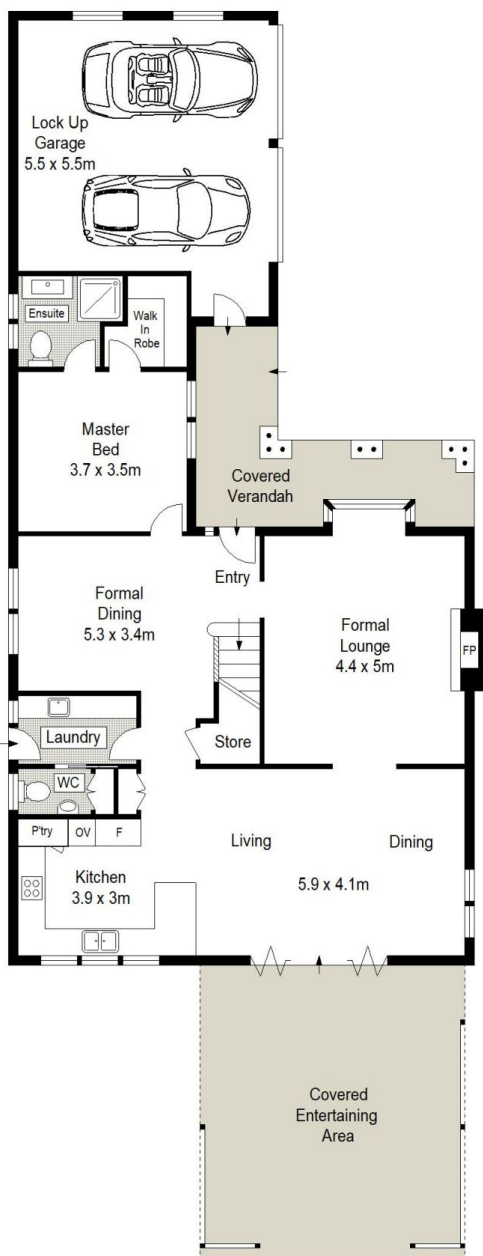 Lock Up
Garage
5.5 x 5.5m
Ensuite
Walk
In
Robe
Master
Bed
3.7 x 3.5m
Covered
Verandah
Entry
Formal
Dining
5.3 x 3.4m
Formal
Lounge
4.4 x 5m
FP
Laundry
Store
WC
P'try
OV
F
Living
Dining
Kitchen
3.9 x 3m
5.9 x 4.1m
Covered
Entertaining
Area